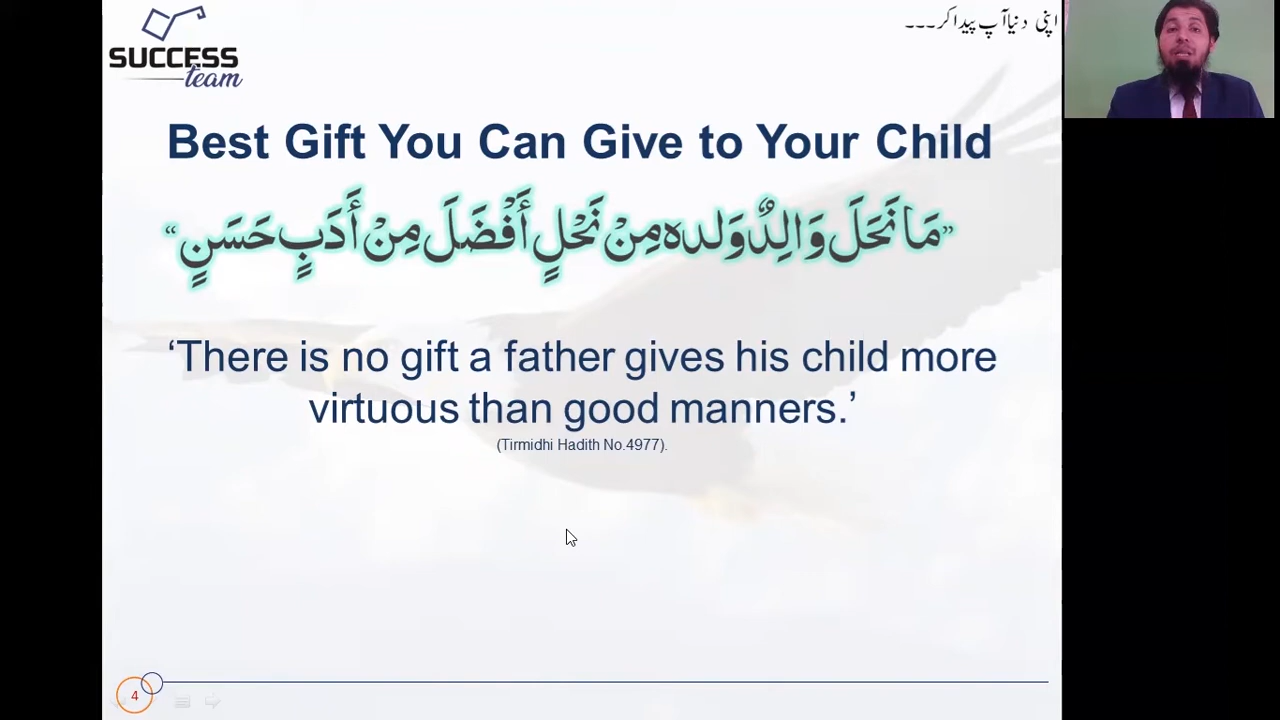 SUCCESS
team
اپنی دنیا آپ پیدا کر۔۔۔
Best Gift You Can Give to Your Child
”مَا نَحَلَ وَالِدٌ وَلدہ مِنْ نَحْلٍ أَفْضَلَ مِنْ أَدَبٍ حَسَنٍ“
‘There is no gift a father gives his child more
virtuous than good manners.’
(Tirmidhi Hadith No.4977).
4